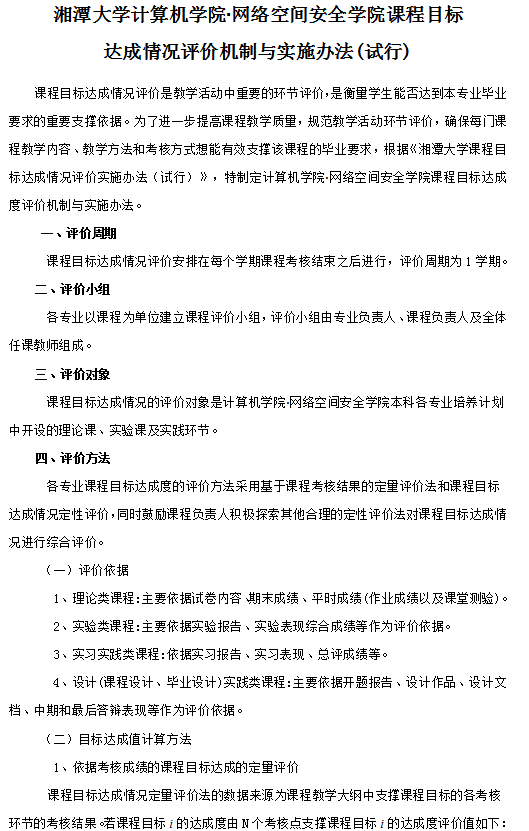 湘潭大学计算机学院·网络空间安全学院课程目标
达成情况评价机制与实施办法(试行)
课程目标达成情况评价是教学活动中重要的环节评价,是衡量学生能否达到本专业毕业
要求的重要支撑依据。为了进一步提高课程教学质量,规范教学活动环节评价,确保每门课
程教学内容、教学方法和考核方式想能有效支撑该课程的毕业要求,根据《湘潭大学课程目
标达成情况评价实施办法(试行)》,特制定计算机学院·网络空间安全学院课程目标达成
度评价机制与实施办法。
一、评价周期
课程目标达成情况评价安排在每个学期课程考核结束之后进行,评价周期为1学期。
二、评价小组
各专业以课程为单位建立课程评价小组,评价小组由专业负责人、课程负责人及全体
任课教师组成。
三、评价对象
课程目标达成情况的评价对象是计算机学院·网络空间安全学院本科各专业培养计划
中开设的理论课、实验课及实践环节。
四、评价方法
各专业课程目标达成度的评价方法采用基于课程考核结果的定量评价法和课程目标
达成情况定性评价,同时鼓励课程负责人积极探索其他合理的定性评价法对课程目标达成情
况进行综合评价。
(一)评价依据
1、理论类课程:主要依据试卷内容、期末成绩、平时成绩(作业成绩以及课堂测验)。
2、实验类课程:主要依据实验报告、实验表现综合成绩等作为评价依据。
3、实习实践类课程:依据实习报告、实习表现、总评成绩等。
4、设计(课程设计、毕业设计)实践类课程:主要依据开题报告、设计作品、设计文
档、中期和最后答辩表现等作为评价依据。
(二)目标达成值计算方法
1、依据考核成绩的课程目标达成的定量评价
课程目标达成情况定量评价法的数据来源为课程教学大纲中支撑课程目标的各考核
环节的考核结果。若课程目标i的达成度由N个考核点支撑课程目标i的达成度评价值如下: